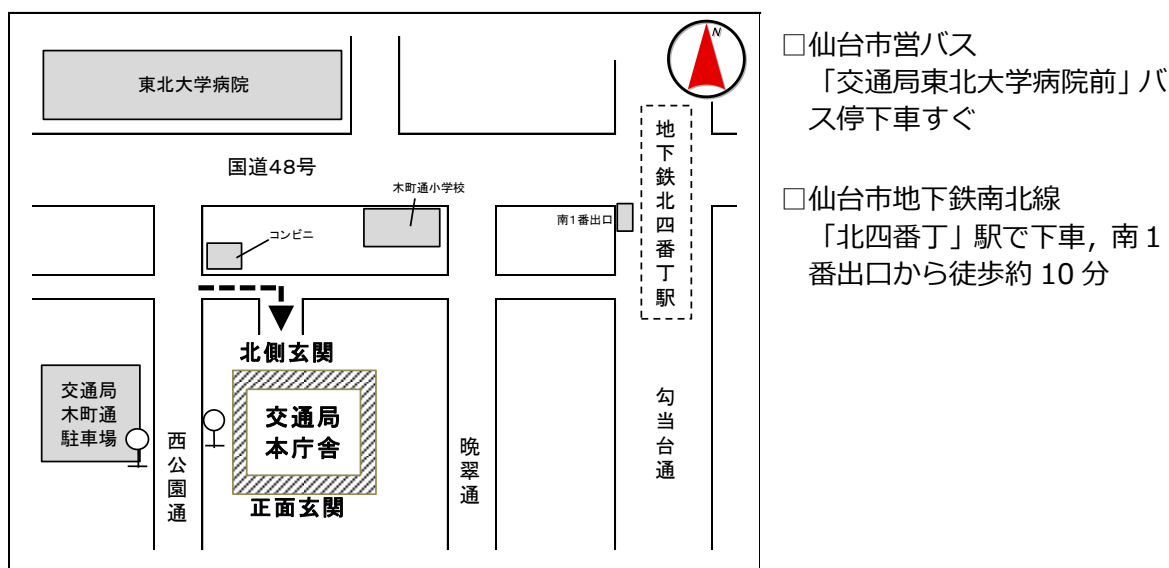 N
東北大学病院
国道48号
木町通小学校
コンビニ
南1番出口
地下鉄北四番丁駅
北側玄関
交通局
木町通
駐車場
交通局
本庁舎
正面玄関
西公園通
晩翠通
勾当台通
□仙台市営バス
「交通局東北大学病院前」バ
ス停下車すぐ
□仙台市地下鉄南北線
「北四番丁」駅で下車, 南1
番出口から徒歩約 10 分